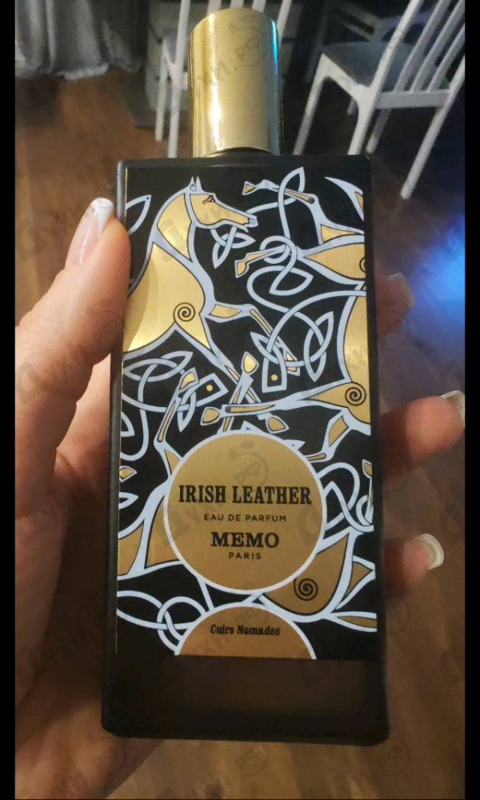 IRISH LEATHER
EAU DE PARFUM
MEMO
PARIS
Cuirs Nomades